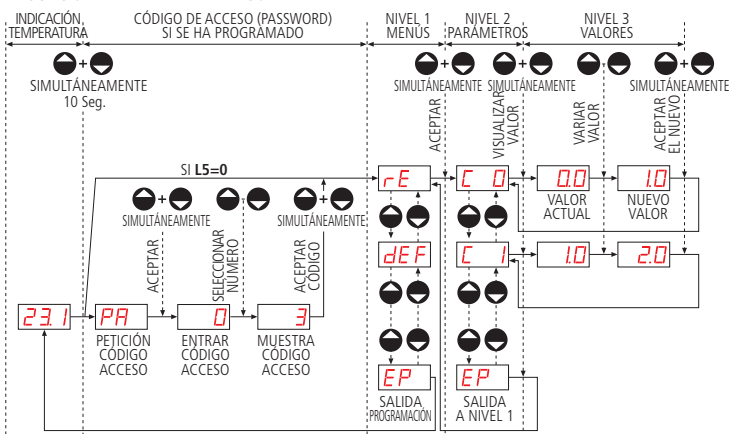 INDICACIÓN
TEMPERATURA
CÓDIGO DE ACCESO (PASSWORD)
SI SE HA PROGRAMADO
NIVEL 1
MENÚS
NIVEL 2
PARÁMETROS
NIVEL 3
VALORES
+
SIMULTÁNEAMENTE
10 Seg.
+
SIMULTÁNEAMENTE
+
SIMULTÁNEAMENTE
+
SIMULTÁNEAMENTE
ACEPTAR
VISUALIZAR
VALOR
VARIAR
VALOR
ACEPTAR
EL NUEVO
SI L5=0
+
SIMULTÁNEAMENTE
+
SIMULTÁNEAMENTE
ACEPTAR
SELECCIONAR
NÚMERO
ACEPTAR
CÓDIGO
rE
C 0
0.0
VALOR
ACTUAL
1.0
NUEVO
VALOR
dEF
C 1
1.0
2.0
23.1
PA
PETICIÓN
CÓDIGO
ACCESO
0
ENTRAR
CÓDIGO
ACCESO
3
MUESTRA
CÓDIGO
ACCESO
EP
SALIDA
PROGRAMACIÓN
EP
SALIDA
A NIVEL 1